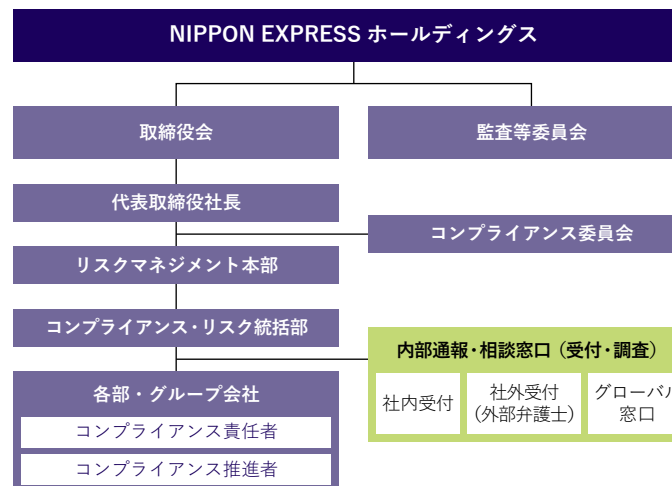 NIPPON EXPRESS ホールディングス
取締役会
監査等委員会
代表取締役社長
コンプライアンス委員会
リスクマネジメント本部
コンプライアンス・リスク統括部
内部通報・相談窓口（受付・調査）
社内受付
社外受付
(外部弁護士)
グローバル
窓口
各部・グループ会社
コンプライアンス責任者
コンプライアンス推進者